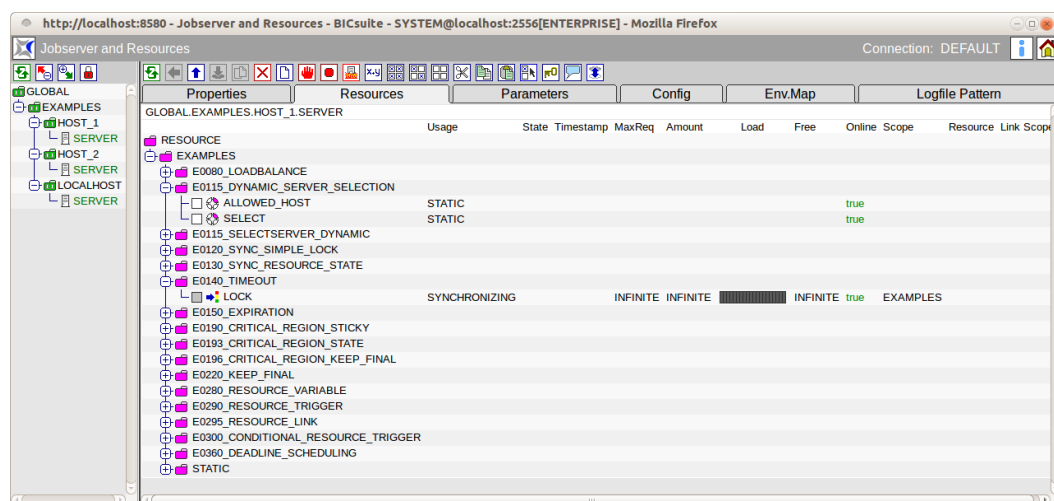 http://localhost:8580 - Jobserver and Resources - BICsuite - SYSTEM@localhost:2556[ENTERPRISE] - Mozilla Firefox
Jobserver and Resources Connection: DEFAULT
GLOBAL
EXAMPLES
HOST_1
SERVER
HOST_2
SERVER
LOCALHOST
SERVER
Properties Resources Parameters Config Env.Map Logfile Pattern
GLOBAL.EXAMPLES.HOST_1.SERVER
Usage State Timestamp MaxReq Amount Load Free Online Scope Resource Link Scope
RESOURCE
EXAMPLES
E0080_LOADBALANCE
E0115_DYNAMIC_SERVER_SELECTION
ALLOWED_HOST STATIC true
SELECT STATIC true
E0115_SELECTSERVER_DYNAMIC
E0120_SYNC_SIMPLE_LOCK
E0130_SYNC_RESOURCE_STATE
E0140_TIMEOUT
LOCK SYNCHRONIZING INFINITE INFINITE INFINITE true EXAMPLES
E0150_EXPIRATION
E0190_CRITICAL_REGION_STICKY
E0193_CRITICAL_REGION_STATE
E0196_CRITICAL_REGION_KEEP_FINAL
E0220_KEEP_FINAL
E0280_RESOURCE_VARIABLE
E0290_RESOURCE_TRIGGER
E0295_RESOURCE_LINK
E0300_CONDITIONAL_RESOURCE_TRIGGER
E0360_DEADLINE_SCHEDULING
STATIC